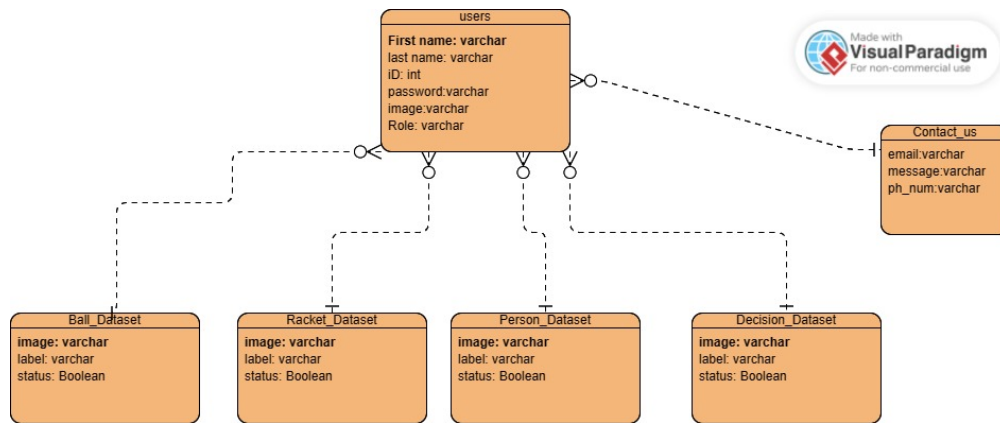 users
First name: varchar
last name: varchar
iD: int
password:varchar
image:varchar
Role: varchar
Made with
Visual Paradigm
For non-commercial use
Contact_us
email:varchar
message:varchar
ph_num:varchar
Ball_Dataset
image: varchar
label: varchar
status: Boolean
Racket_Dataset
image: varchar
label: varchar
status: Boolean
Person_Dataset
image: varchar
label: varchar
status: Boolean
Decision_Dataset
image: varchar
label: varchar
status: Boolean